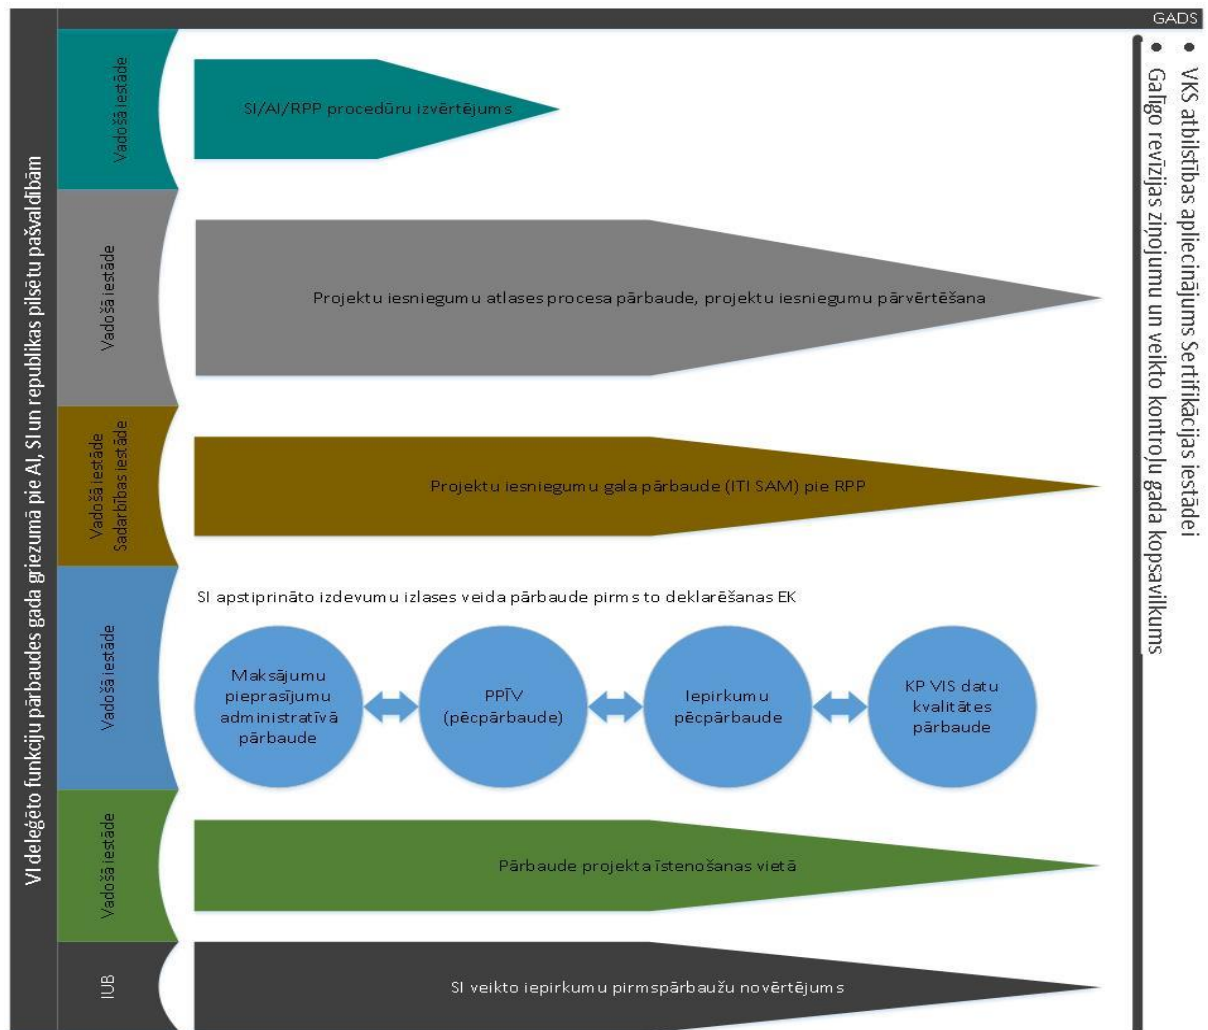 GADS
VI deleģēto funkciju pārbaudes gada griezumā pie AI, SI un republikas pilsētu pašvaldībām
Vadošā iestāde
SI/AI/RPP procedūru izvērtējums
Vadošā iestāde
Projektu iesniegumu atlases procesa pārbaude, projektu iesniegumu pārvērtēšana
Vadošā iestāde
Sadarbības iestāde
Projektu iesniegumu gala pārbaude (ITI SAM) pie RPP
Vadošā iestāde
SI apstiprināto izdevumu izlases veida pārbaude pirms to deklarēšanas EK
Maksājumu
pieprasījumu
administratīvā
pārbaude
PPĪV
(pēcpārbaude)
Iepirkumu
pēcpārbaude
KP VIS datu
kvalitātes
pārbaude
Vadošā iestāde
Pārbaude projekta īstenošanas vietā
IUB
SI veikto iepirkumu pirmspārbaužu novērtējums
• VKS atbilstības apliecinājums Sertifikācijas iestādei
• Galīgo revīzijas ziņojumu un veikto kontroļu gada kopsavilkums